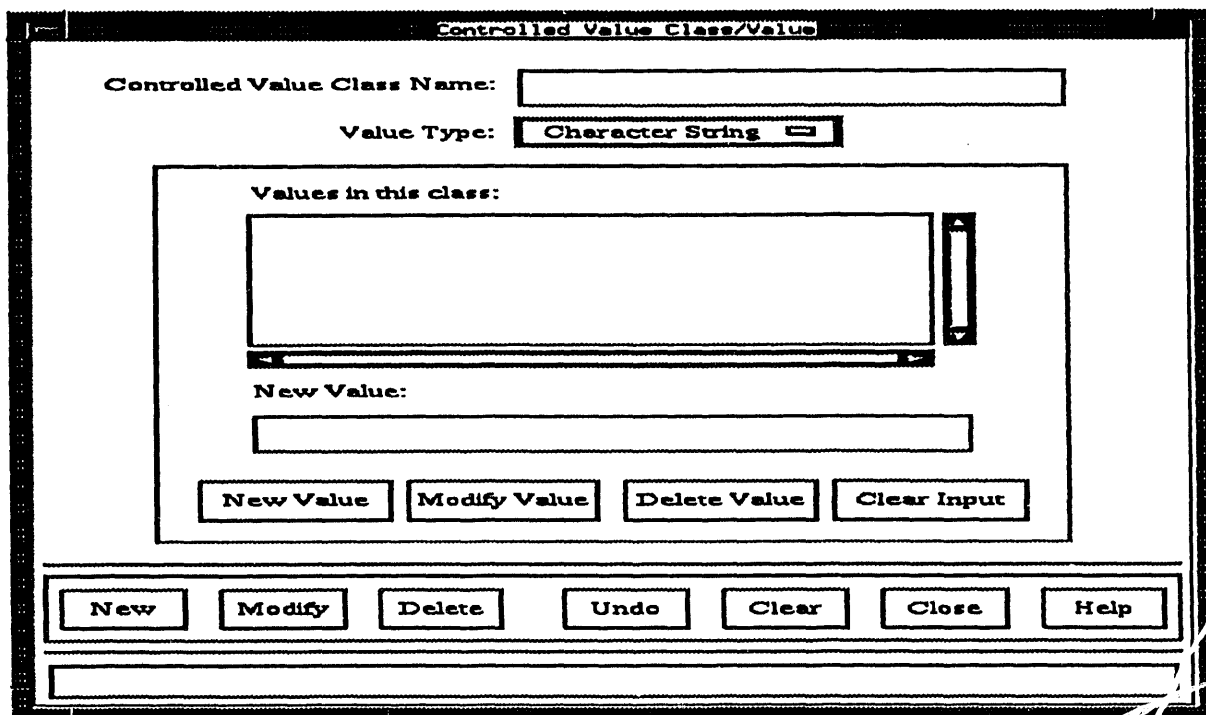 Controlled Value Class/Value
Controlled Value Class Name:
Value Type: Character String
Values in this class:
New Value:
New Value Modify Value Delete Value Clear Input
New Modify Delete Undo Clear Close Help